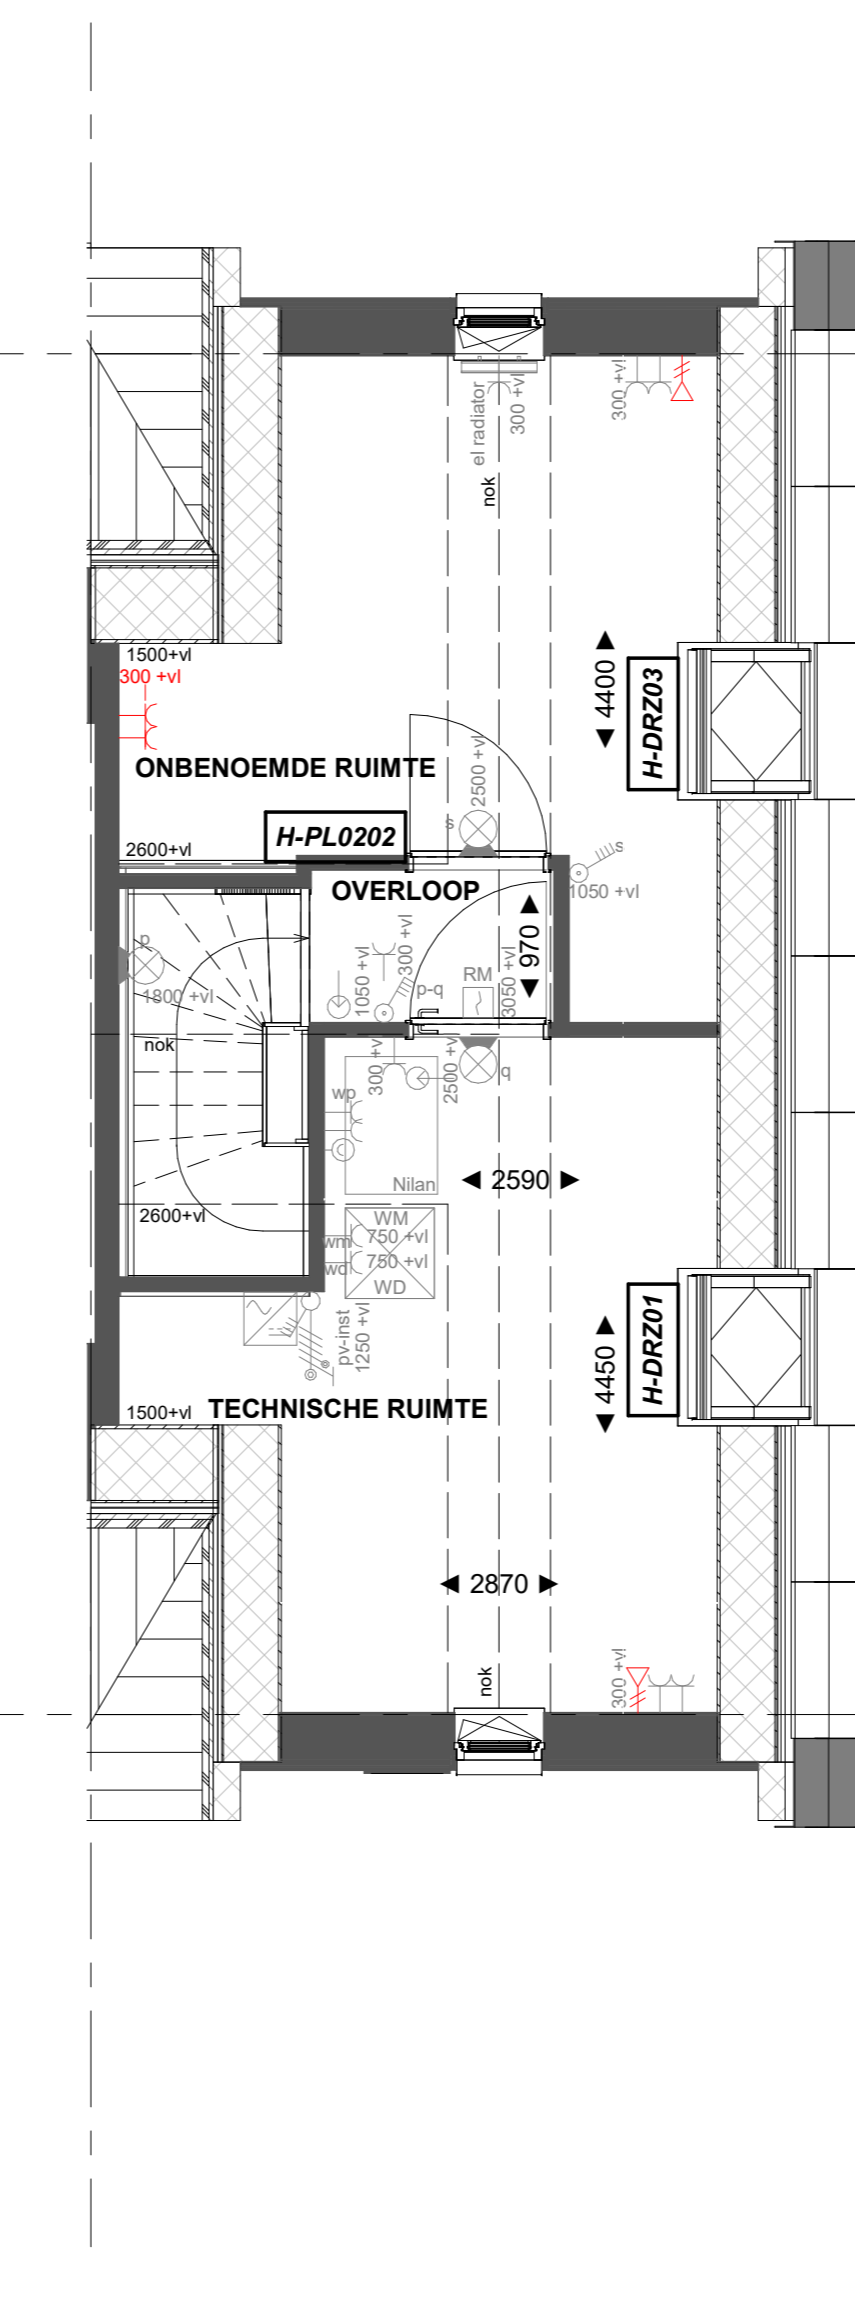 el radiator
300 +vl
300 +vl
nok
1500+vl
300 +vl
4400
H-DRZ03
ONBENOEMDE RUIMTE
2500 +vl
s
H-PL0202
s
2600+vl
1050 +vl
OVERLOOP
970
p
1050 +vl
300 +vl
p-q
RM
3050 +vl
1800 +vl
nok
300 +vl
2500 +vl
q
wp
Nilan
2590
2600+vl
WM
wm
750 +vl
wd
750 +vl
WD
pv-inst
1250 +vl
4450
H-DRZ01
1500+vl
TECHNISCHE RUIMTE
2870
nok
300 +vl